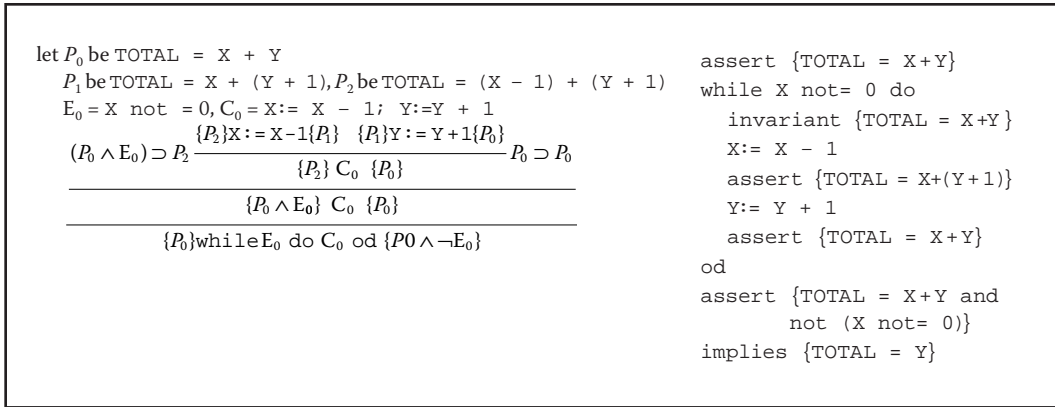 let P₀ be TOTAL = X + Y
P₁ be TOTAL = X + (Y + 1), P₂ be TOTAL = (X − 1) + (Y + 1)
E₀ = X not = 0, C₀ = X:= X − 1; Y:=Y + 1
{P₂}X:= X−1{P₁} {P₁}Y:= Y+1{P₀}
(P₀ ∧ E₀) ⊃ P₂ P₀ ⊃ P₀
{P₂} C₀ {P₀}
{P₀ ∧ E₀} C₀ {P₀}
{P₀}while E₀ do C₀ od {P0 ∧ ¬E₀}
assert {TOTAL = X+Y}
while X not= 0 do
invariant {TOTAL = X+Y}
X:= X − 1
assert {TOTAL = X+(Y+1)}
Y:= Y + 1
assert {TOTAL = X+Y}
od
assert {TOTAL = X+Y and
not (X not= 0)}
implies {TOTAL = Y}